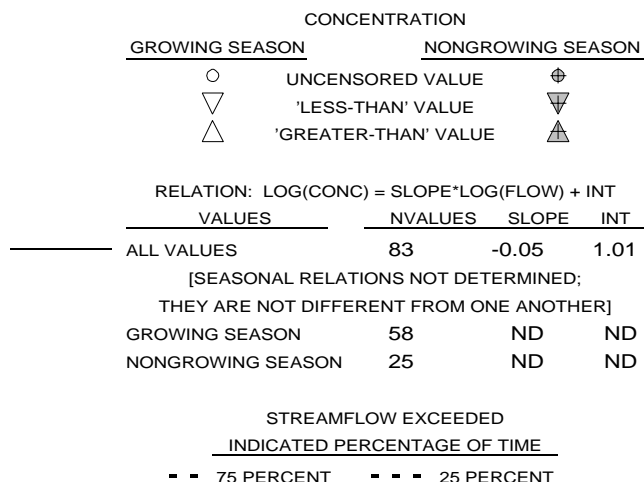 CONCENTRATION
GROWING SEASON NONGROWING SEASON
UNCENSORED VALUE
'LESS-THAN' VALUE
'GREATER-THAN' VALUE
RELATION: LOG(CONC) = SLOPE*LOG(FLOW) + INT
VALUES NVALUES SLOPE INT
ALL VALUES 83 -0.05 1.01
[SEASONAL RELATIONS NOT DETERMINED;
THEY ARE NOT DIFFERENT FROM ONE ANOTHER]
GROWING SEASON 58 ND ND
NONGROWING SEASON 25 ND ND
STREAMFLOW EXCEEDED
INDICATED PERCENTAGE OF TIME
75 PERCENT 25 PERCENT